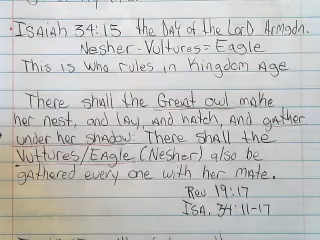 • Isaiah 34:15 the Day of the Lord Armgdn.
Nesher - Vultures = Eagle
This is Who rules in Kingdom Age
There shall the Great owl make
her nest, and lay, and hatch, and gather
under her shadow: There shall the
Vultures/Eagle (Nesher) also be
gathered every one with her mate.
Rev 19:17
ISA. 34:11-17